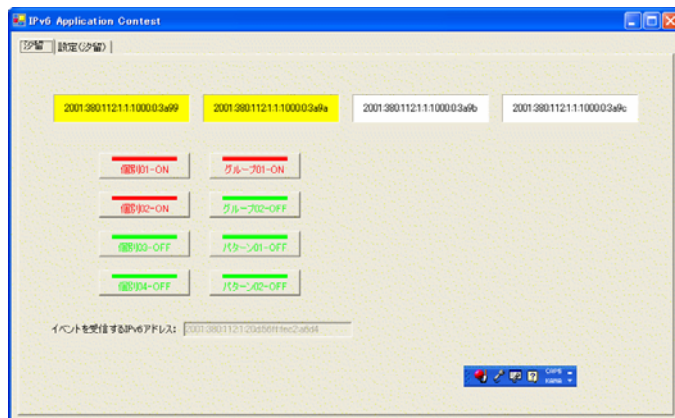 IPv6 Application Contest
汐留 設定(汐留)
2001:380:112:1:1:1000:0:3a99 2001:380:112:1:1:1000:0:3a9a 2001:380:112:1:1:1000:0:3a9b 2001:380:112:1:1:1000:0:3a9c
個別01-ON グループ01-ON
個別02-ON グループ02-OFF
個別03-OFF パターン01-OFF
個別04-OFF パターン02-OFF
イベントを受信するIPv6アドレス:
CAPS
KANA